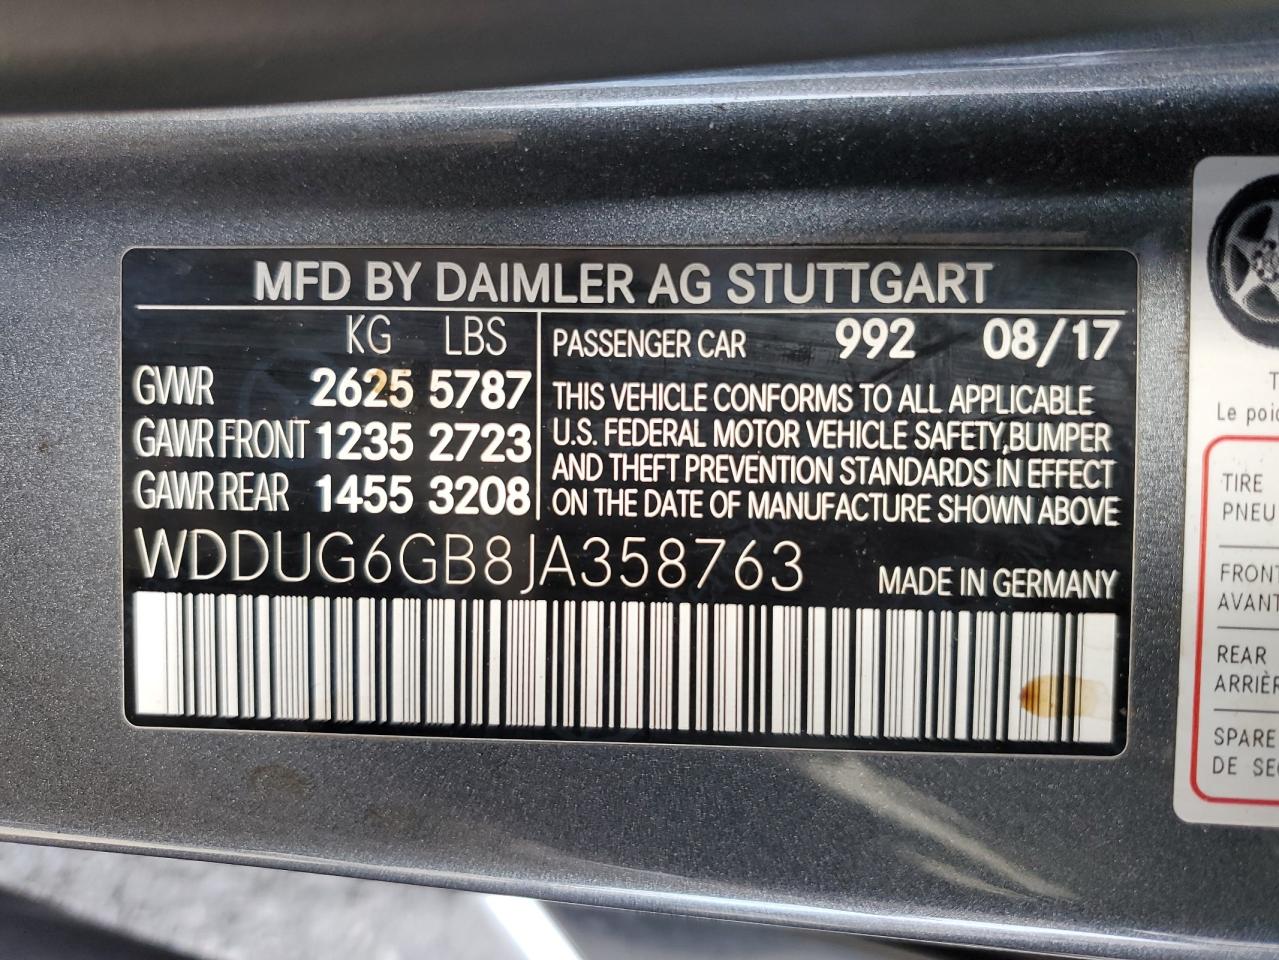 MFD BY DAIMLER AG STUTTGART
KG LBS
GVWR 2625 5787
GAWR FRONT 1235 2723
GAWR REAR 1455 3208
PASSENGER CAR 992 08/17
THIS VEHICLE CONFORMS TO ALL APPLICABLE
U.S. FEDERAL MOTOR VEHICLE SAFETY,BUMPER
AND THEFT PREVENTION STANDARDS IN EFFECT
ON THE DATE OF MANUFACTURE SHOWN ABOVE
WDDUG6GB8JA358763
MADE IN GERMANY
Le poi
TIRE
PNEU
FRONT
AVANT
REAR
ARRIÈR
SPARE
DE SE